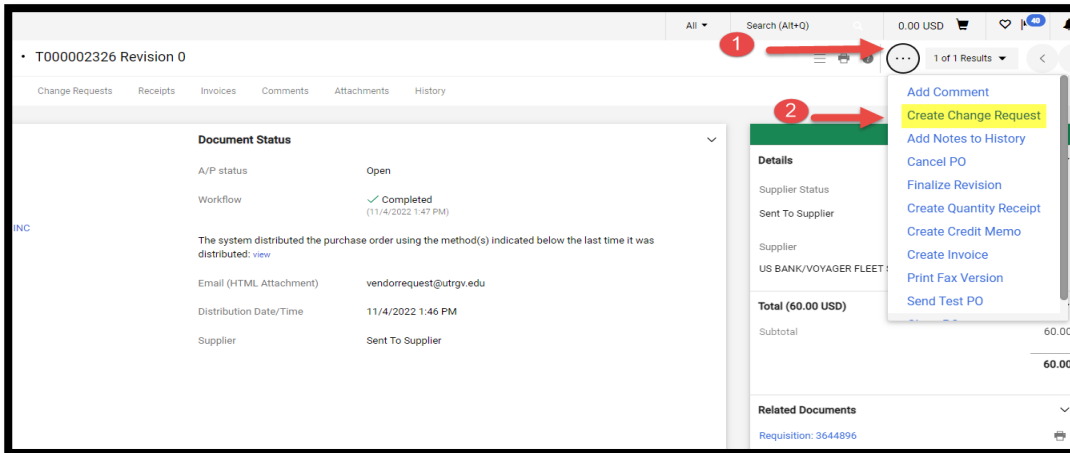 All Search (Alt+Q) 0.00 USD 40
1
• T000002326 Revision 0 ... 1 of 1 Results
Change Requests Receipts Invoices Comments Attachments History
Add Comment
2
Create Change Request
Add Notes to History
Cancel PO
Finalize Revision
Create Quantity Receipt
Create Credit Memo
Create Invoice
Print Fax Version
Send Test PO
Document Status
A/P status Open
Workflow Completed
(11/4/2022 1:47 PM)
INC
The system distributed the purchase order using the method(s) indicated below the last time it was
distributed: view
Email (HTML Attachment) vendorrequest@utrgv.edu
Distribution Date/Time 11/4/2022 1:46 PM
Supplier Sent To Supplier
Details
Supplier Status
Sent To Supplier
Supplier
US BANK/VOYAGER FLEET
Total (60.00 USD)
Subtotal 60.00
60.00
Related Documents
Requisition: 3644896